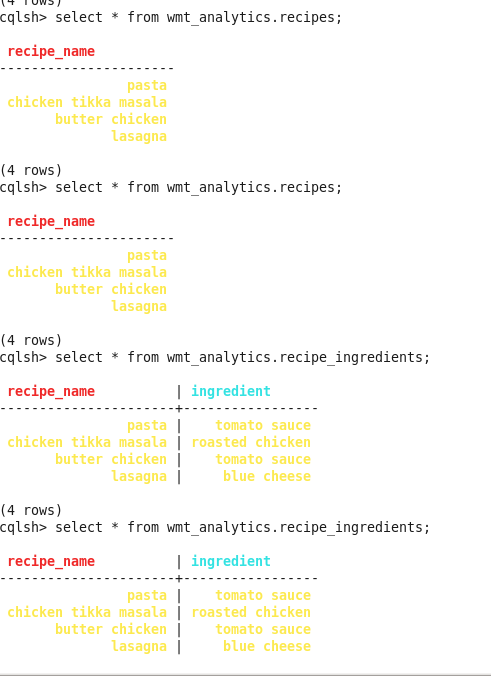 (4 rows)
cqlsh> select * from wmt_analytics.recipes;
recipe_name
----------------------
pasta
chicken tikka masala
butter chicken
lasagna
(4 rows)
cqlsh> select * from wmt_analytics.recipes;
recipe_name
----------------------
pasta
chicken tikka masala
butter chicken
lasagna
(4 rows)
cqlsh> select * from wmt_analytics.recipe_ingredients;
recipe_name          | ingredient
----------------------+-----------------
pasta |    tomato sauce
chicken tikka masala | roasted chicken
butter chicken |    tomato sauce
lasagna |     blue cheese
(4 rows)
cqlsh> select * from wmt_analytics.recipe_ingredients;
recipe_name          | ingredient
----------------------+-----------------
pasta |    tomato sauce
chicken tikka masala | roasted chicken
butter chicken |    tomato sauce
lasagna |     blue cheese